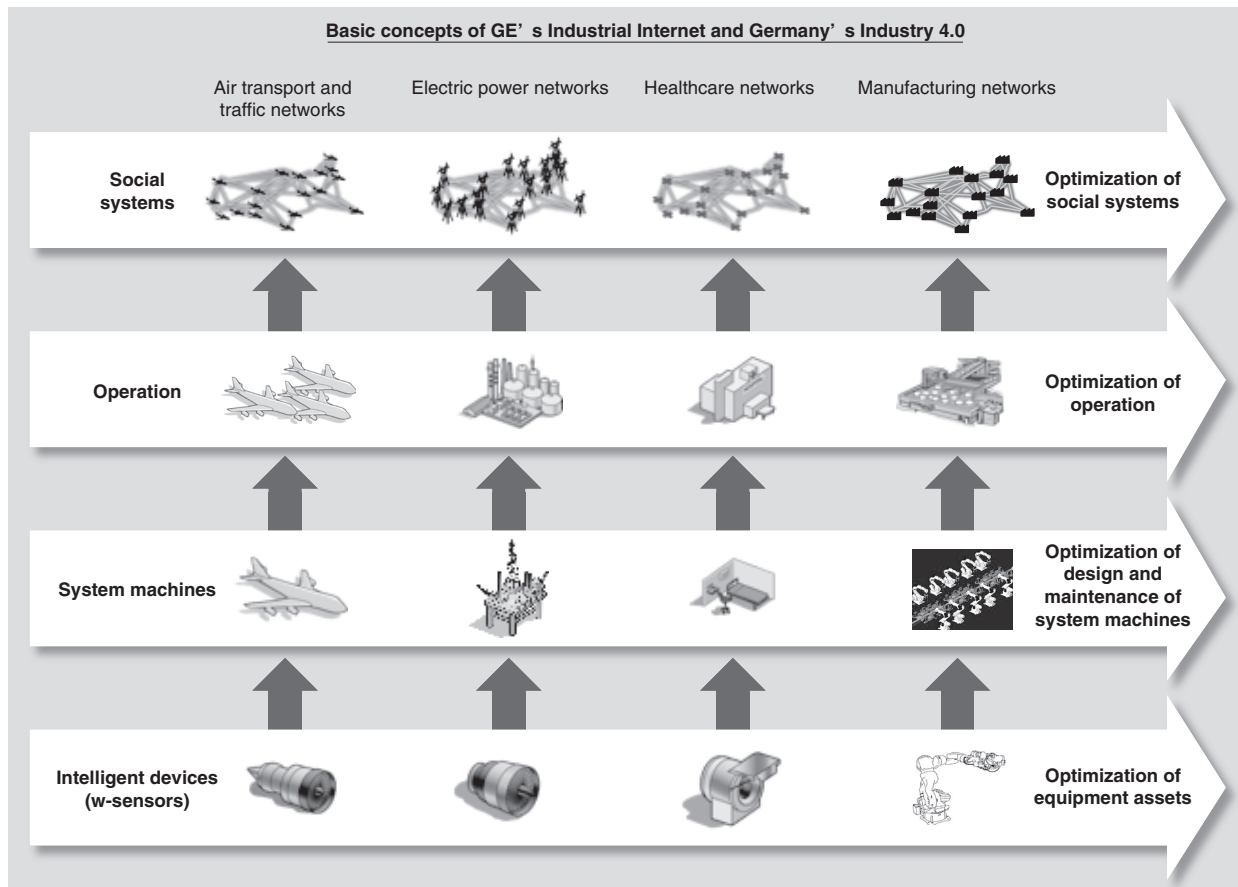 Basic concepts of GE’ s Industrial Internet and Germany’ s Industry 4.0
Air transport and
traffic networks
Electric power networks
Healthcare networks
Manufacturing networks
Social
systems
Optimization of
social systems
Operation
Optimization of
operation
System machines
Optimization of
design and
maintenance of
system machines
Intelligent devices
(w-sensors)
Optimization of
equipment assets